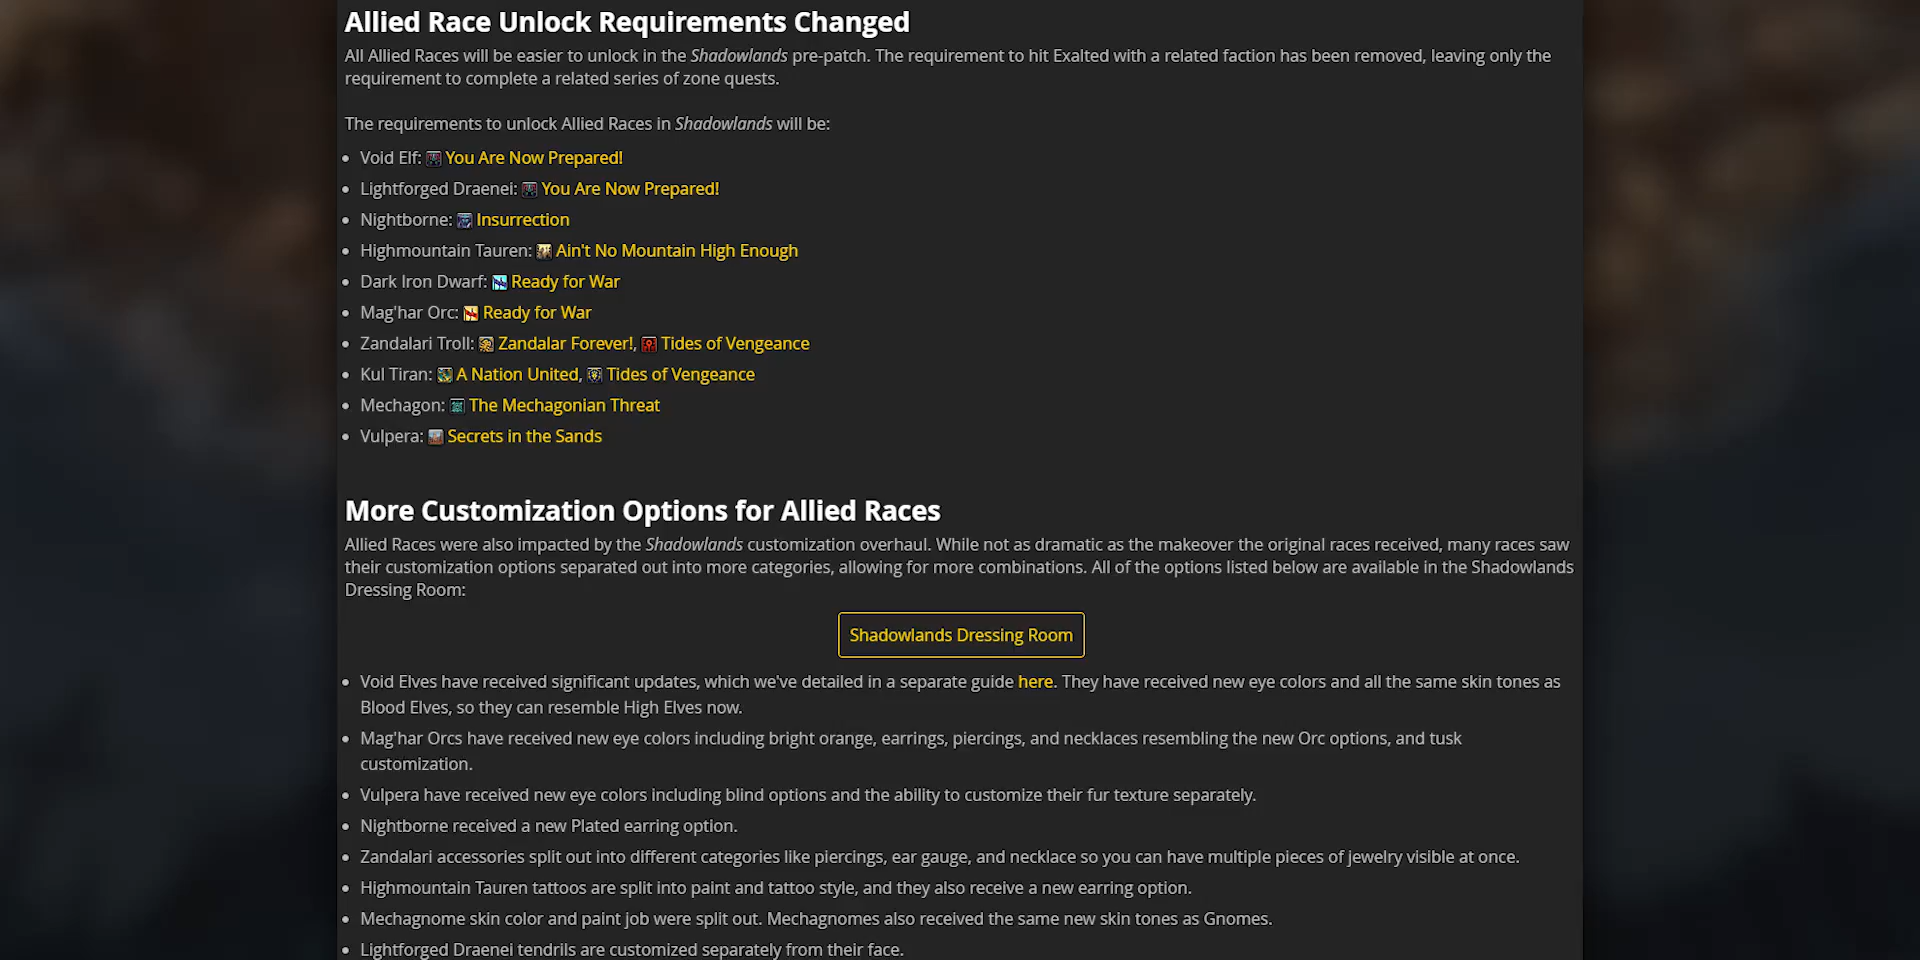 Allied Race Unlock Requirements Changed
All Allied Races will be easier to unlock in the Shadowlands pre-patch. The requirement to hit Exalted with a related faction has been removed, leaving only the
requirement to complete a related series of zone quests.
The requirements to unlock Allied Races in Shadowlands will be:
Void Elf: You Are Now Prepared!
Lightforged Draenei: You Are Now Prepared!
Nightborne: Insurrection
Highmountain Tauren: Ain't No Mountain High Enough
Dark Iron Dwarf: Ready for War
Mag'har Orc: Ready for War
Zandalari Troll: Zandalar Forever!, Tides of Vengeance
Kul Tiran: A Nation United, Tides of Vengeance
Mechagon: The Mechagonian Threat
Vulpera: Secrets in the Sands
More Customization Options for Allied Races
Allied Races were also impacted by the Shadowlands customization overhaul. While not as dramatic as the makeover the original races received, many races saw
their customization options separated out into more categories, allowing for more combinations. All of the options listed below are available in the Shadowlands
Dressing Room:
Shadowlands Dressing Room
Void Elves have received significant updates, which we've detailed in a separate guide here. They have received new eye colors and all the same skin tones as
Blood Elves, so they can resemble High Elves now.
Mag'har Orcs have received new eye colors including bright orange, earrings, piercings, and necklaces resembling the new Orc options, and tusk
customization.
Vulpera have received new eye colors including blind options and the ability to customize their fur texture separately.
Nightborne received a new Plated earring option.
Zandalari accessories split out into different categories like piercings, ear gauge, and necklace so you can have multiple pieces of jewelry visible at once.
Highmountain Tauren tattoos are split into paint and tattoo style, and they also receive a new earring option.
Mechagnome skin color and paint job were split out. Mechagnomes also received the same new skin tones as Gnomes.
Lightforged Draenei tendrils are customized separately from their face.